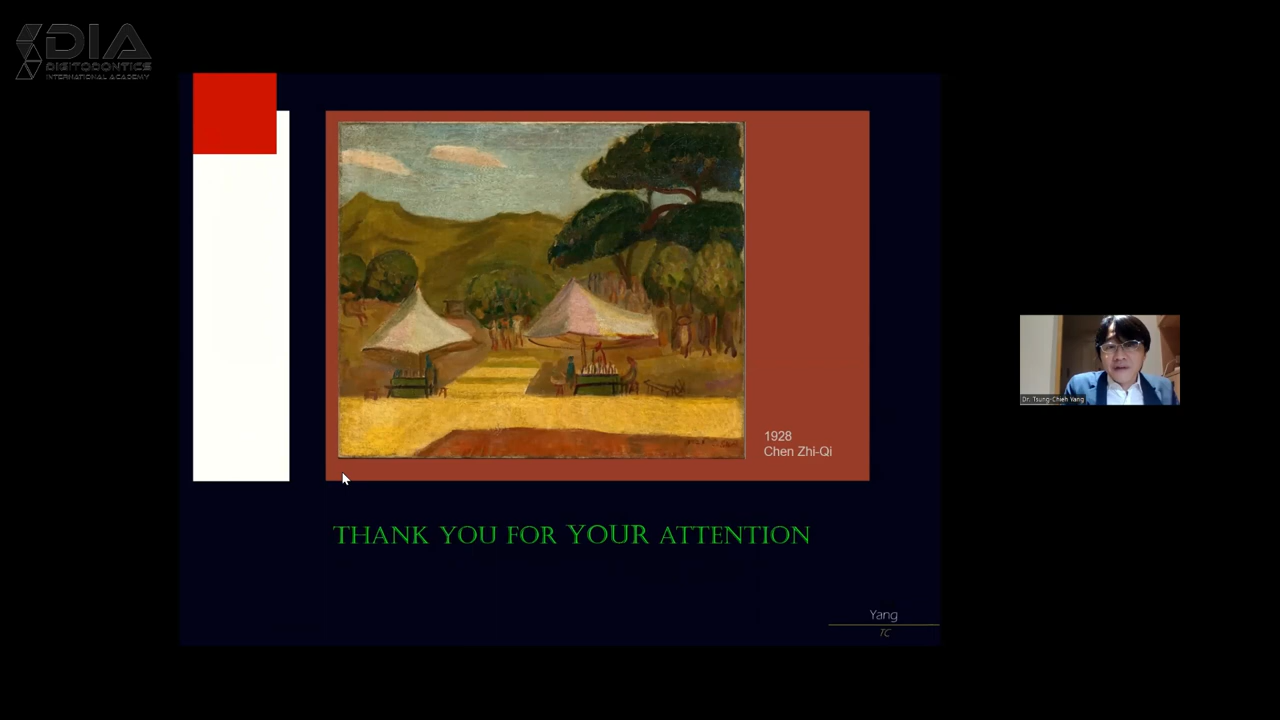 DIA
DIGITODONTICS
INTERNATIONAL ACADEMY
1928
Chen Zhi-Qi
Dr. Tsung-Chieh Yang
THANK YOU FOR YOUR ATTENTION
Yang
TC